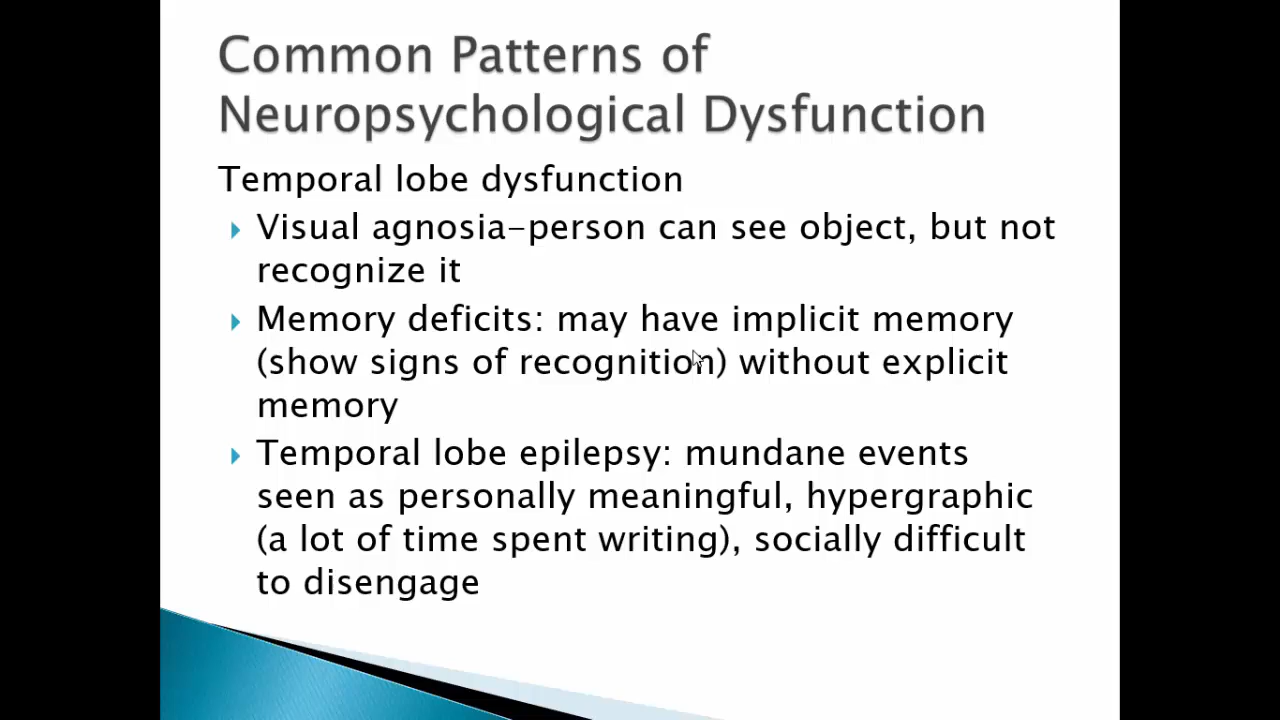 Common Patterns of
Neuropsychological Dysfunction
Temporal lobe dysfunction
Visual agnosia-person can see object, but not
recognize it
Memory deficits: may have implicit memory
(show signs of recognition) without explicit
memory
Temporal lobe epilepsy: mundane events
seen as personally meaningful, hypergraphic
(a lot of time spent writing), socially difficult
to disengage